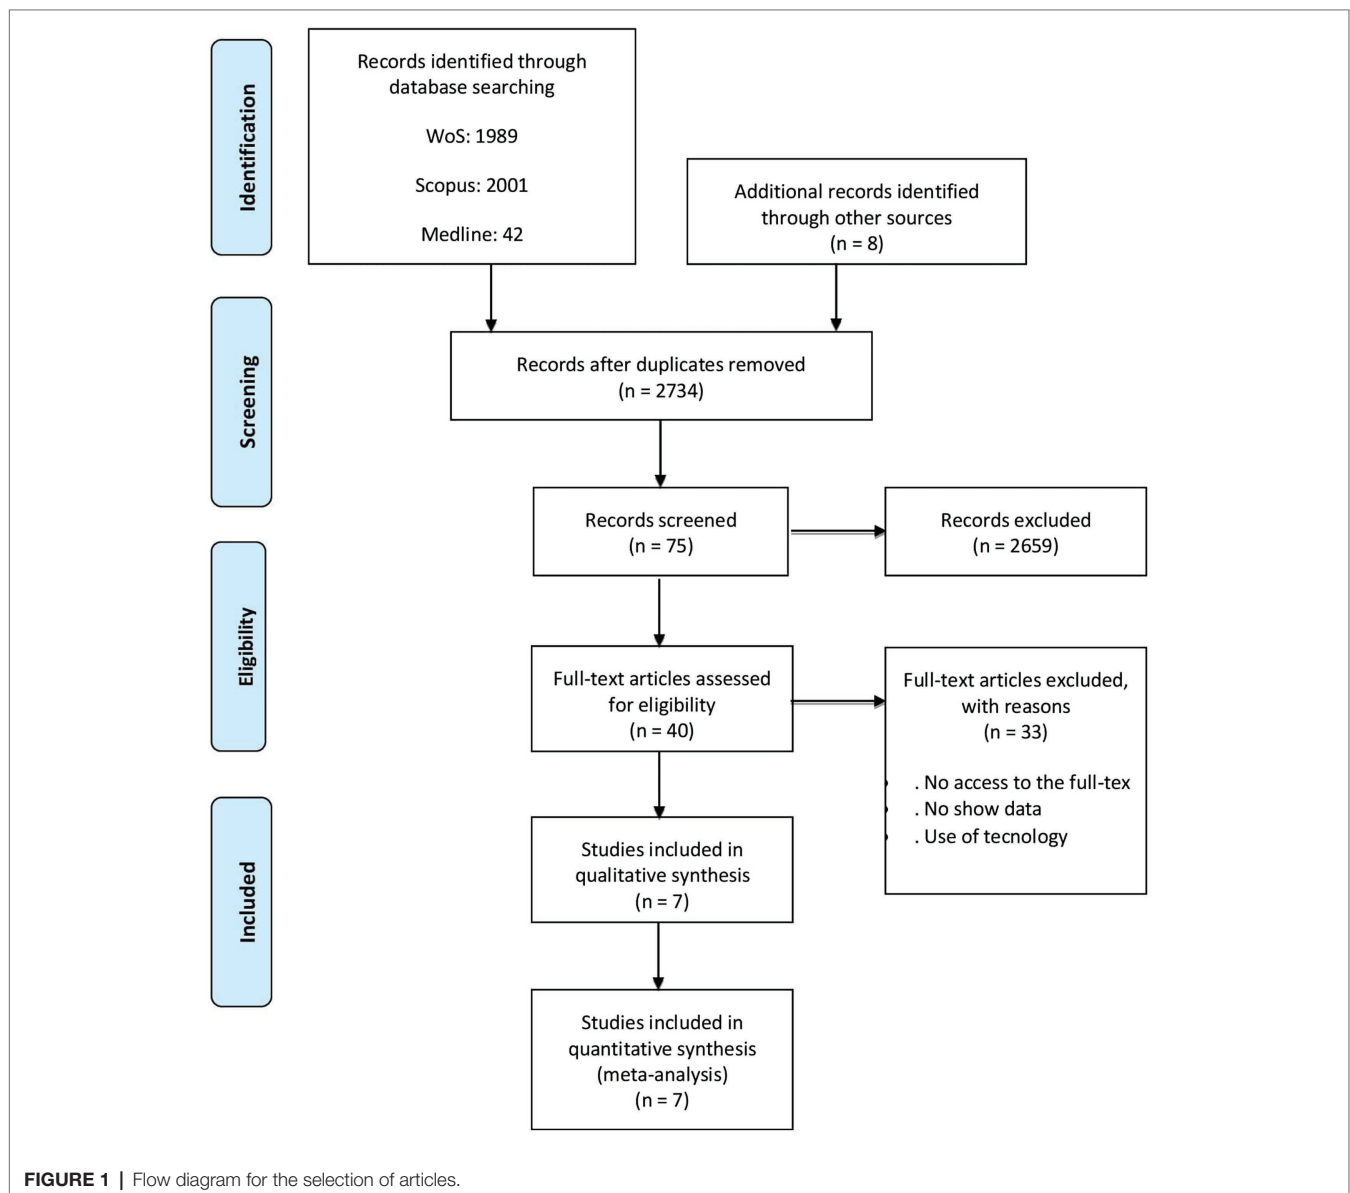 Identification
Records identified through
database searching
WoS: 1989
Scopus: 2001
Medline: 42
Additional records identified
through other sources
(n = 8)
Screening
Records after duplicates removed
(n = 2734)
Records screened
(n = 75)
Records excluded
(n = 2659)
Eligibility
Full-text articles assessed
for eligibility
(n = 40)
Full-text articles excluded,
with reasons
(n = 33)
. No access to the full-tex
. No show data
. Use of tecnology
Included
Studies included in
qualitative synthesis
(n = 7)
Studies included in
quantitative synthesis
(meta-analysis)
(n = 7)
FIGURE 1 | Flow diagram for the selection of articles.